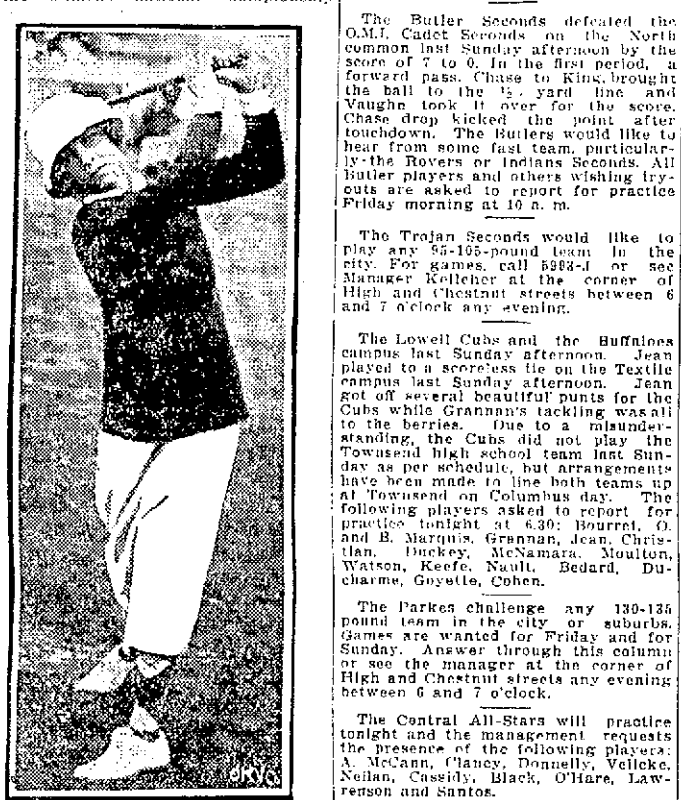 The Butler Seconds defeated the
O.M.I. Cadet Seconds on the North
common last Sunday afternoon by the
score of 7 to 0. In the first period, a
forward pass, Chase to King, brought
the ball to the ½ yard line and
Vaughn took it over for the score.
Chase drop kicked the point after
touchdown. The Butlers would like to
hear from some fast team, particular-
ly the Rovers or Indians Seconds. All
Butler players and others wishing try-
outs are asked to report for practice
Friday morning at 10 a. m.
The Trojan Seconds would like to
play any 95-105-pound team in the
city. For games, call 5983-J or see
Manager Kelleher at the corner of
High and Chestnut streets between 6
and 7 o'clock any evening.
The Lowell Cubs and the Buffaloes
campus last Sunday afternoon. Jean
played to a scoreless tie on the Textile
campus last Sunday afternoon. Jean
got off several beautiful punts for the
Cubs while Grannan's tackling was all
to the berries. Due to a misunder-
standing, the Cubs did not play the
Townsend high school team last Sun-
day as per schedule, but arrangements
have been made to line both teams up
at Townsend on Columbus day. The
following players asked to report for
practice tonight at 6.30: Bourret, O.
and B. Marquis, Grannan, Jean, Chris-
tian, Duckey, McNamara, Moulton,
Watson, Keefe, Nault, Bedard, Du-
charme, Goyette, Cohen.
The Parkes challenge any 130-135
pound team in the city or suburbs.
Games are wanted for Friday and for
Sunday. Answer through this column
or see the manager at the corner of
High and Chestnut streets any evening
between 6 and 7 o'clock.
The Central All-Stars will practice
tonight and the management requests
the presence of the following players:
A. McCann, Clancy, Donnelly, Veilcke,
Neilan, Cassidy, Black, O'Hare, Law-
renson and Santos.